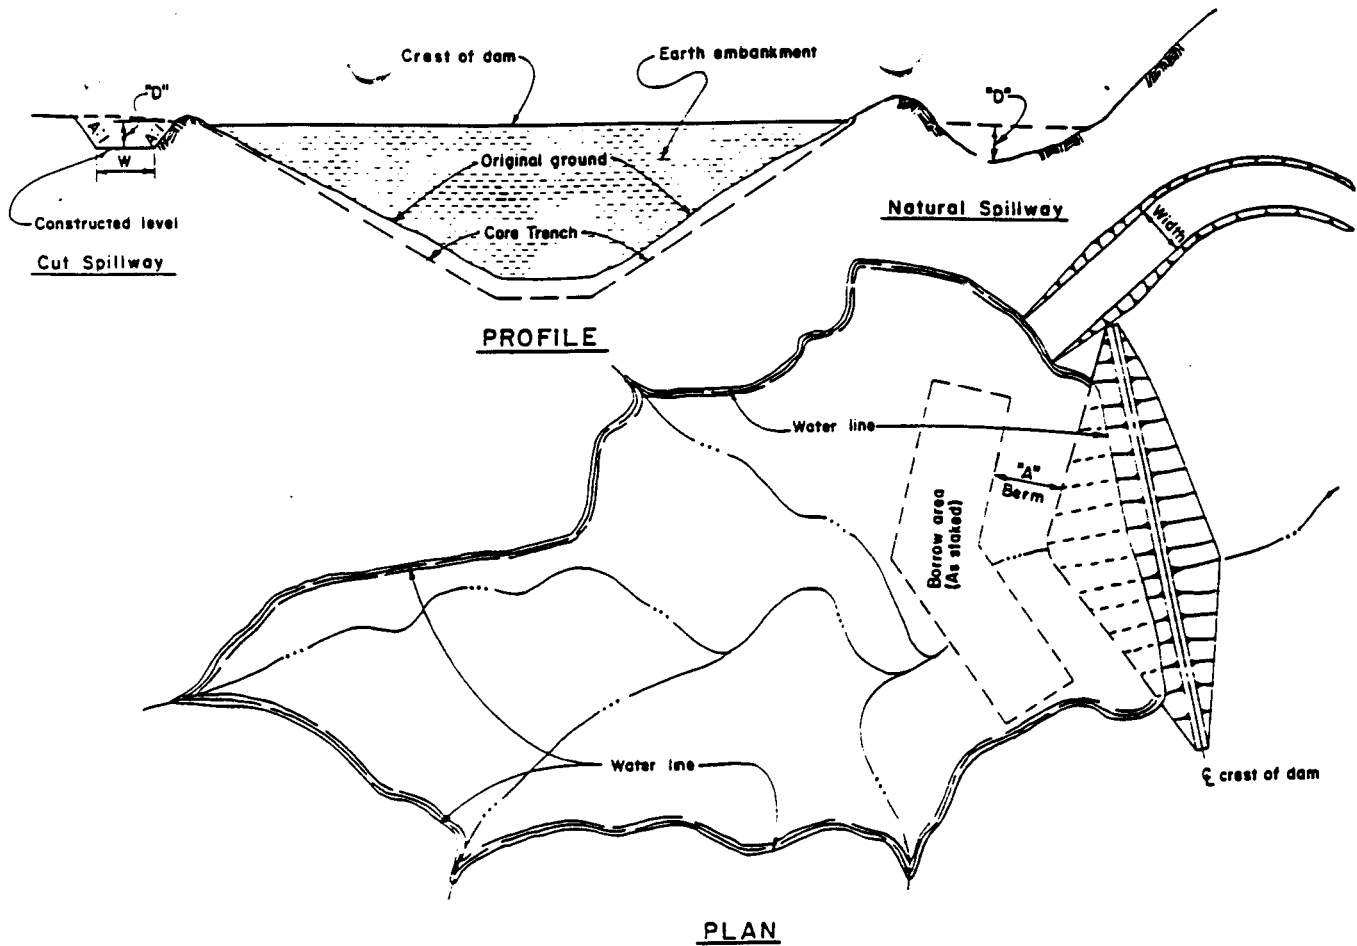 Crest of dam
Earth embankment
"D"
"D"
A:1
A:1
W
Original ground
Constructed level
Core Trench
Natural Spillway
Width
Cut Spillway
PROFILE
Water line
"A"
Berm
Borrow area
(As staked)
Water line
℄ crest of dam
PLAN